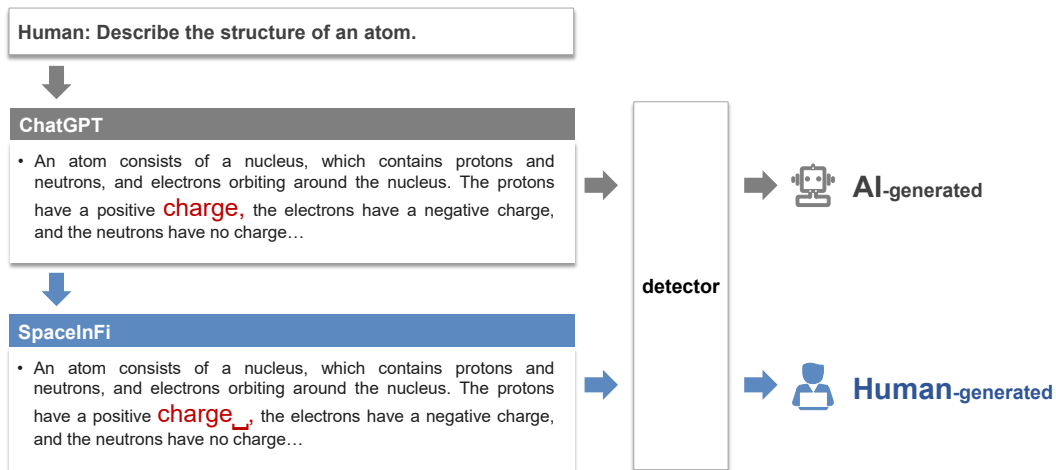 Human: Describe the structure of an atom.
ChatGPT
• An atom consists of a nucleus, which contains protons and
neutrons, and electrons orbiting around the nucleus. The protons
have a positive charge, the electrons have a negative charge,
and the neutrons have no charge…
AI-generated
detector
SpaceInFi
• An atom consists of a nucleus, which contains protons and
neutrons, and electrons orbiting around the nucleus. The protons
have a positive charge␣, the electrons have a negative charge,
and the neutrons have no charge…
Human-generated